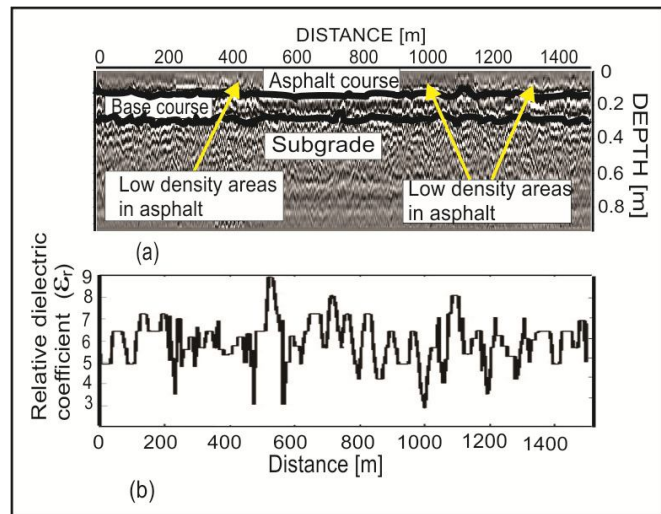 DISTANCE [m]
0 200 400 600 800 1000 1200 1400
Asphalt course
Base course
Subgrade
Low density areas
in asphalt
Low density areas
in asphalt
0
0.2
0.4
0.6
0.8
DEPTH [m]
(a)
Relative dielectric
coefficient (Ɛr)
9
8
7
6
5
4
3
0 200 400 600 800 1000 1200 1400
Distance [m]
(b)